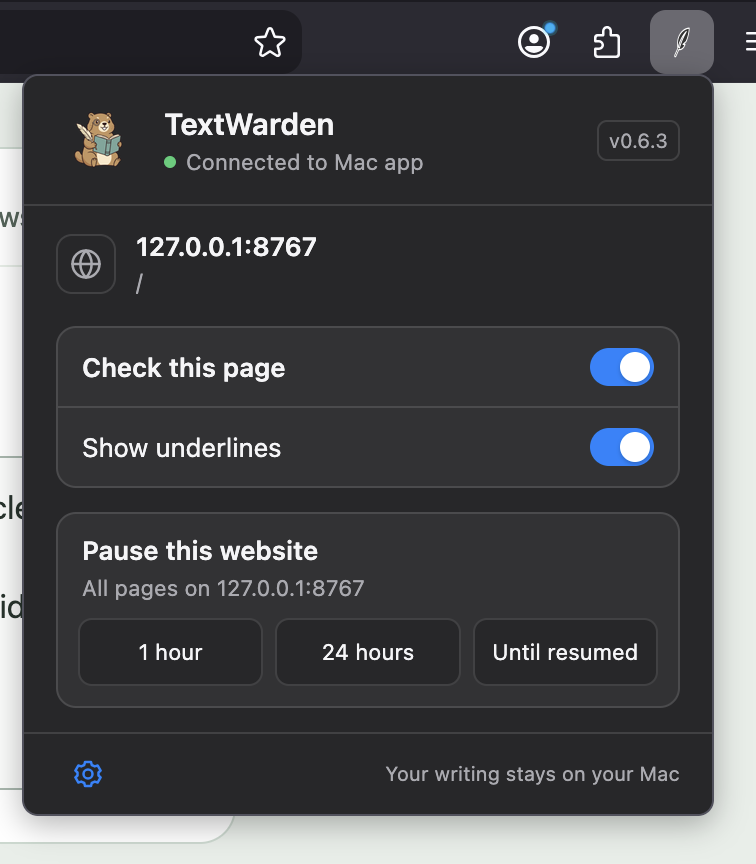 TextWarden
Connected to Mac app
v0.6.3
127.0.0.1:8767
/
Check this page
Show underlines
Pause this website
All pages on 127.0.0.1:8767
1 hour
24 hours
Until resumed
Your writing stays on your Mac